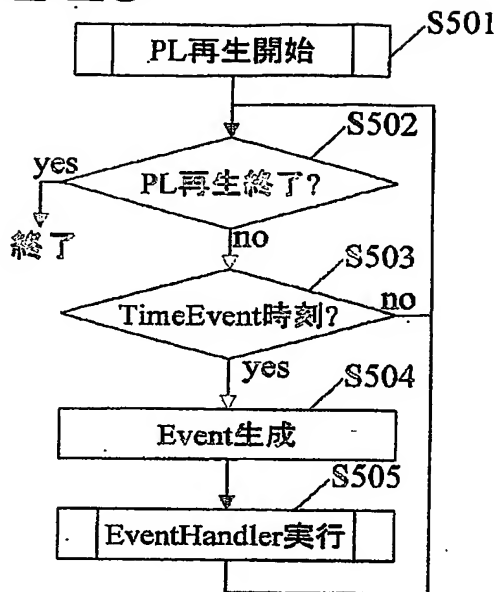 S501
PL再生開始
S502
yes
PL再生終了?
終了
no
S503
TimeEvent時刻?
no
yes
S504
Event生成
S505
EventHandler実行